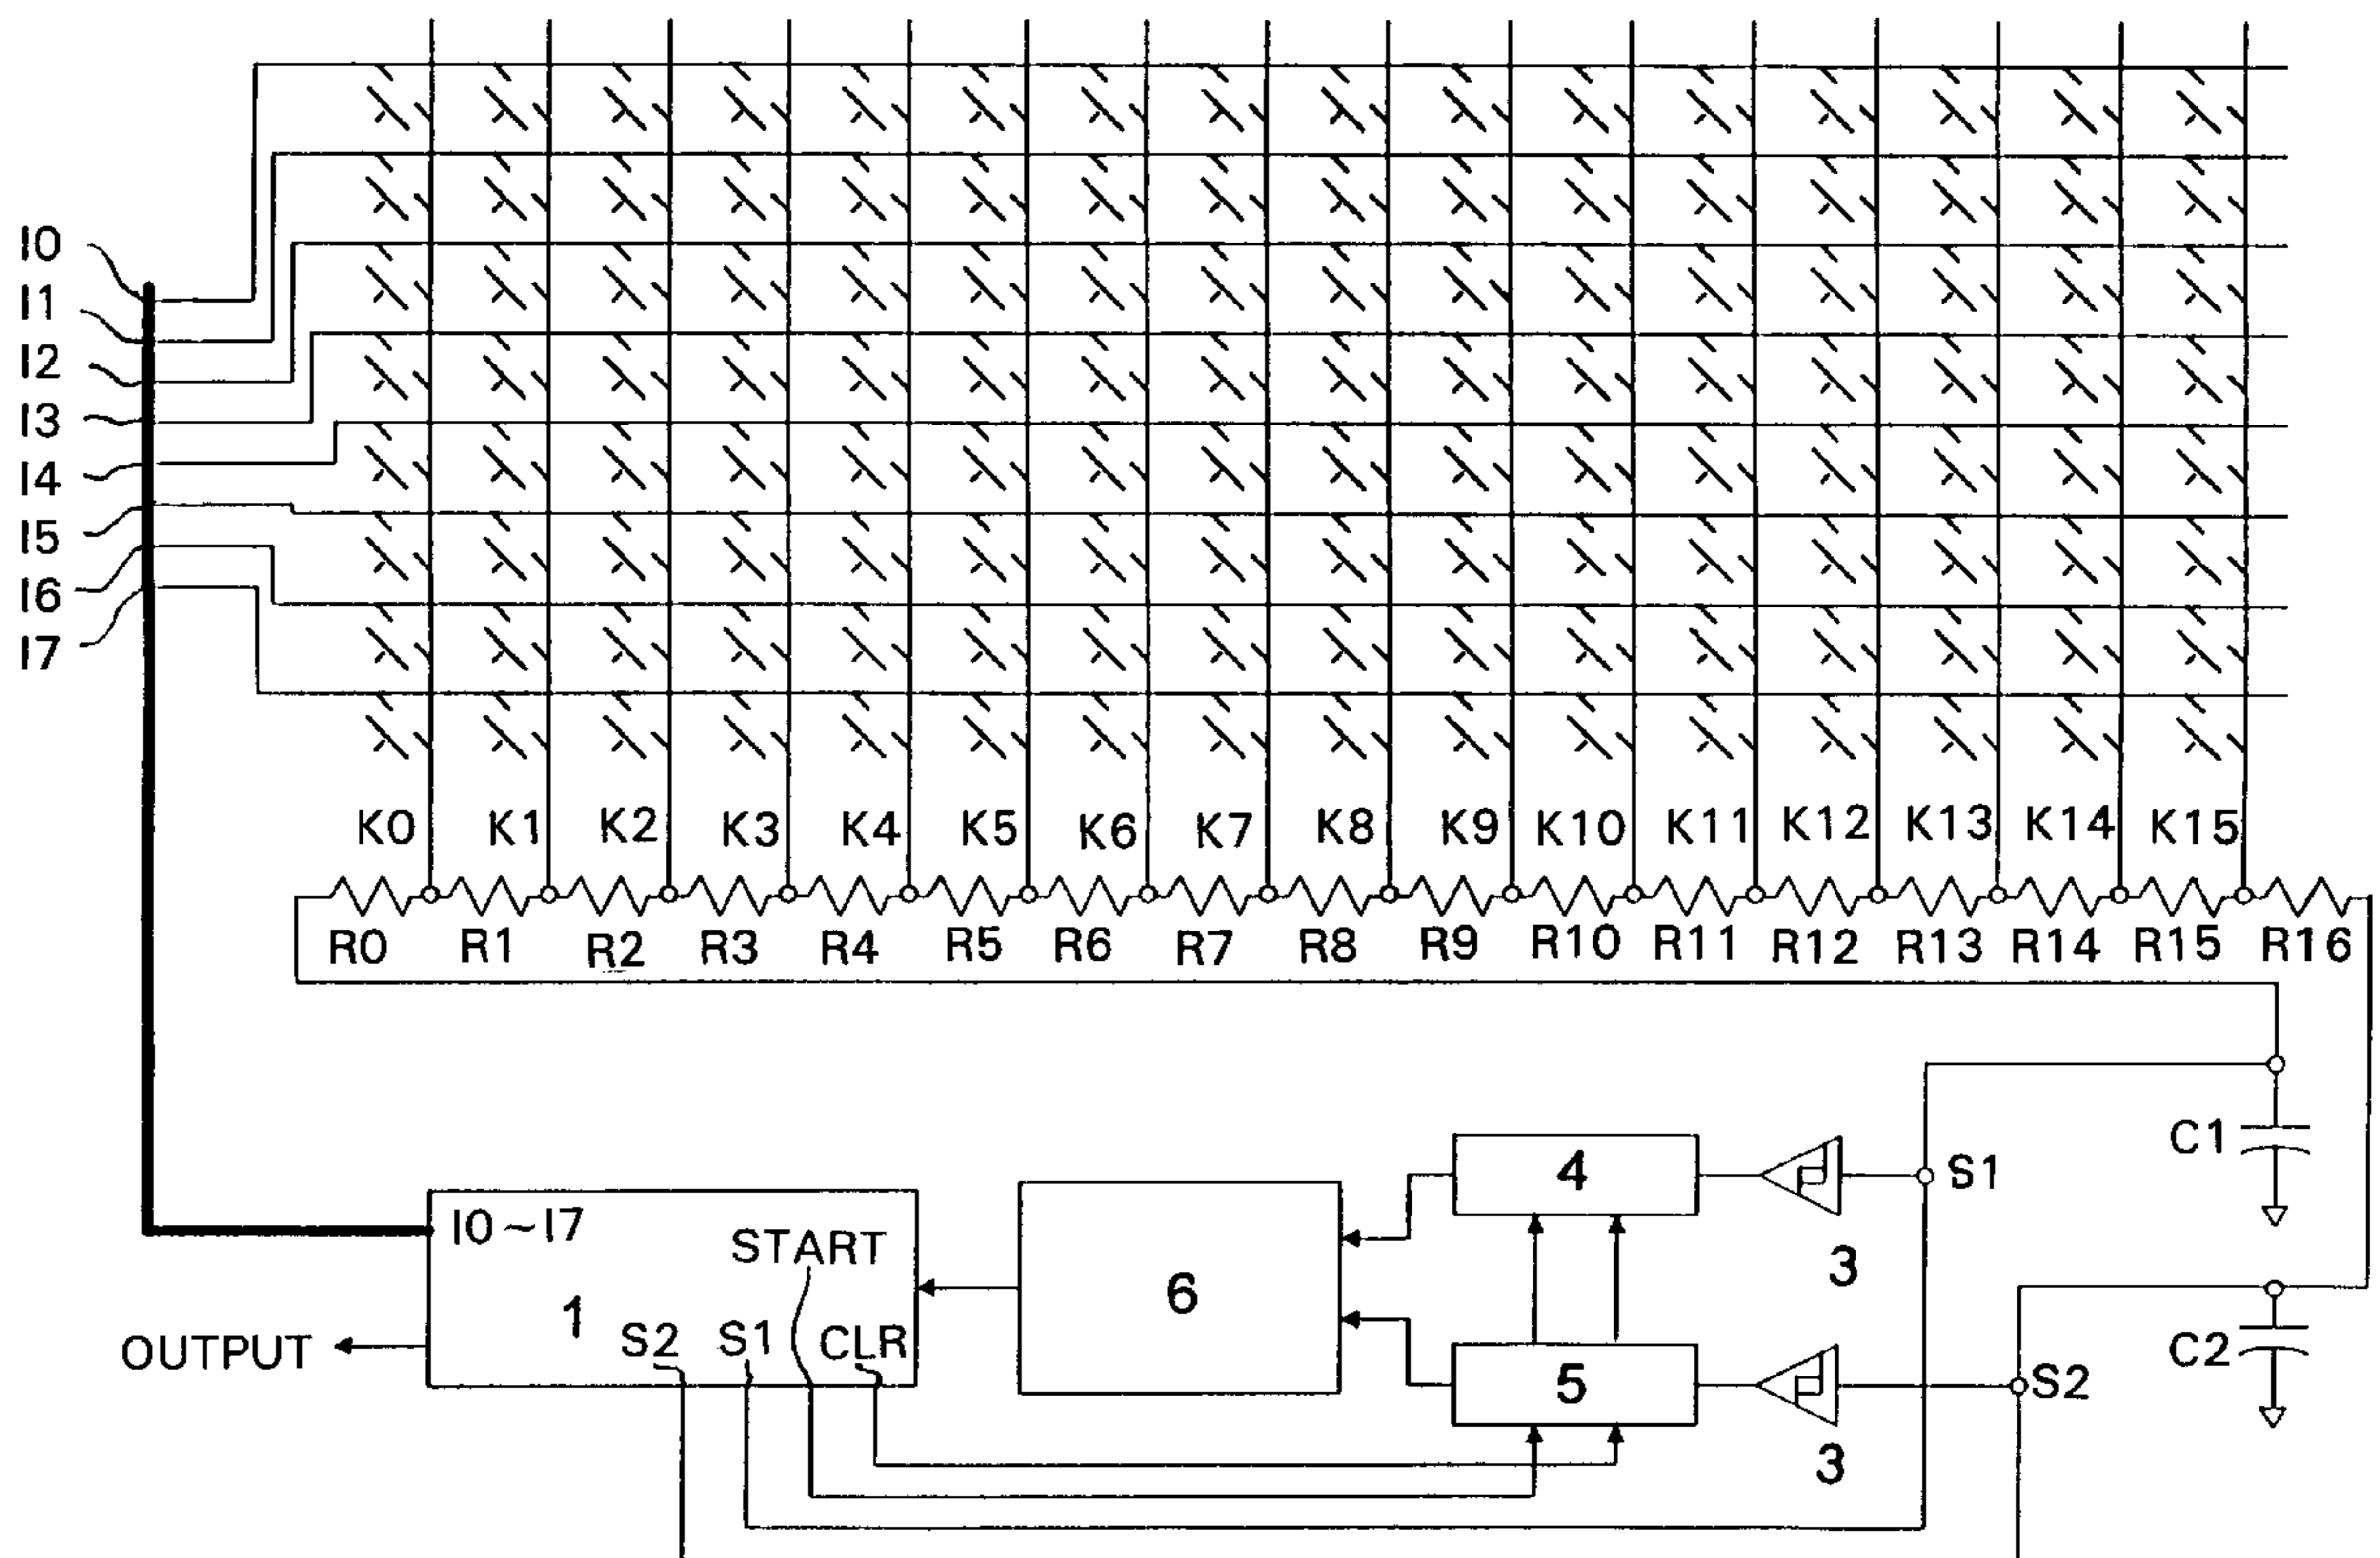 I0
I1
I2
I3
I4
I5
I6
I7
K0 K1 K2 K3 K4 K5 K6 K7 K8 K9 K10 K11 K12 K13 K14 K15
R0 R1 R2 R3 R4 R5 R6 R7 R8 R9 R10 R11 R12 R13 R14 R15 R16
C1
4
S1
I0~I7
START
3
6
1
S2 S1 CLR
OUTPUT
5
S2
C2
3